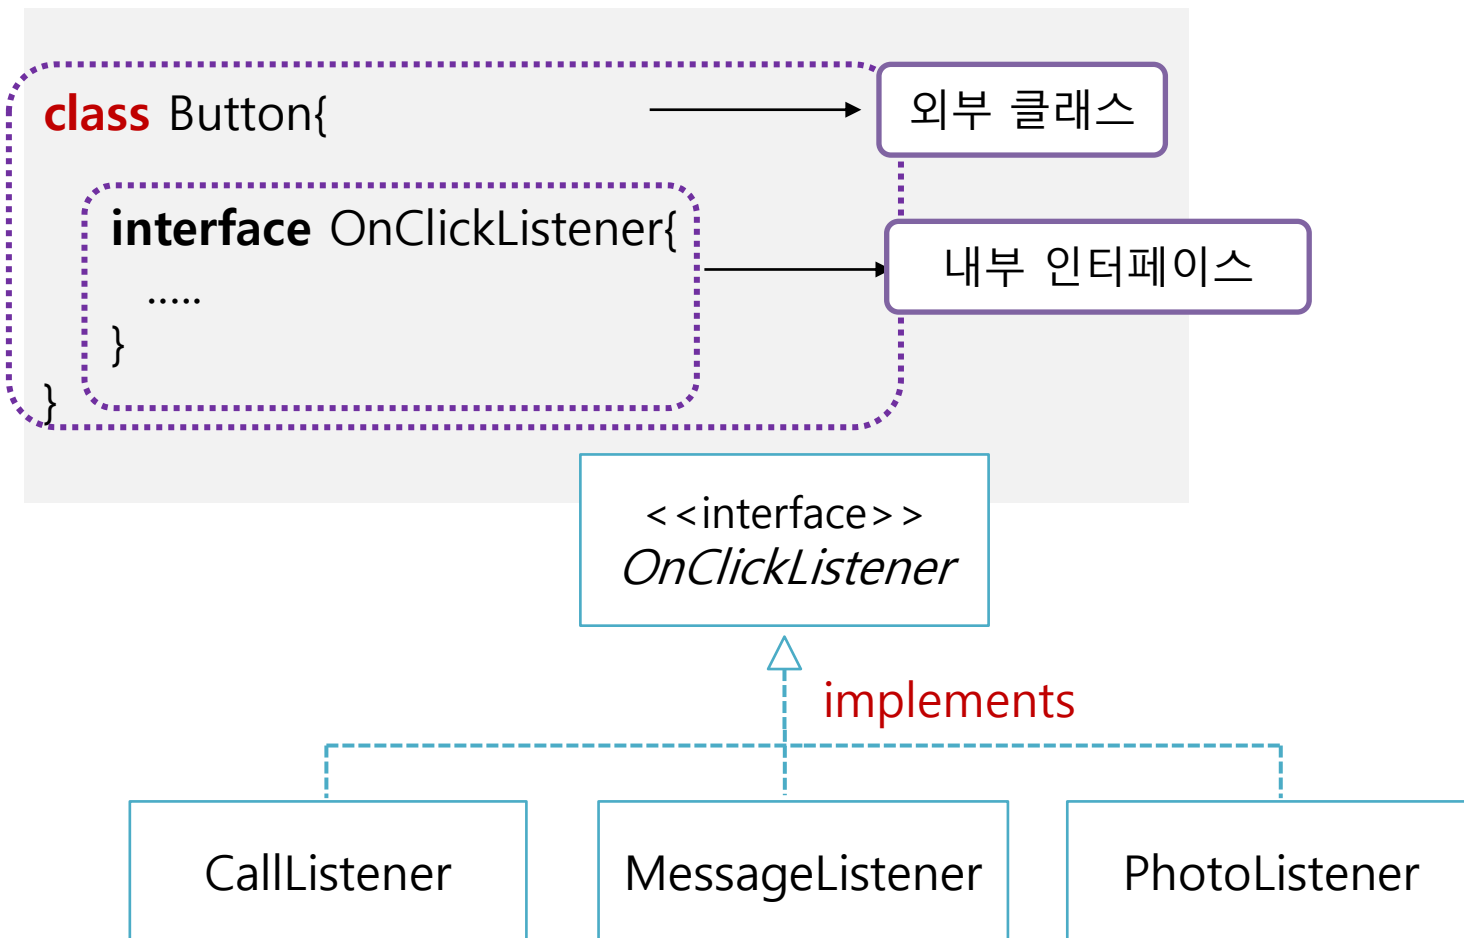 class Button{
외부 클래스
interface OnClickListener{
내부 인터페이스
.....
}
}
<<interface>>
OnClickListener
implements
CallListener
MessageListener
PhotoListener